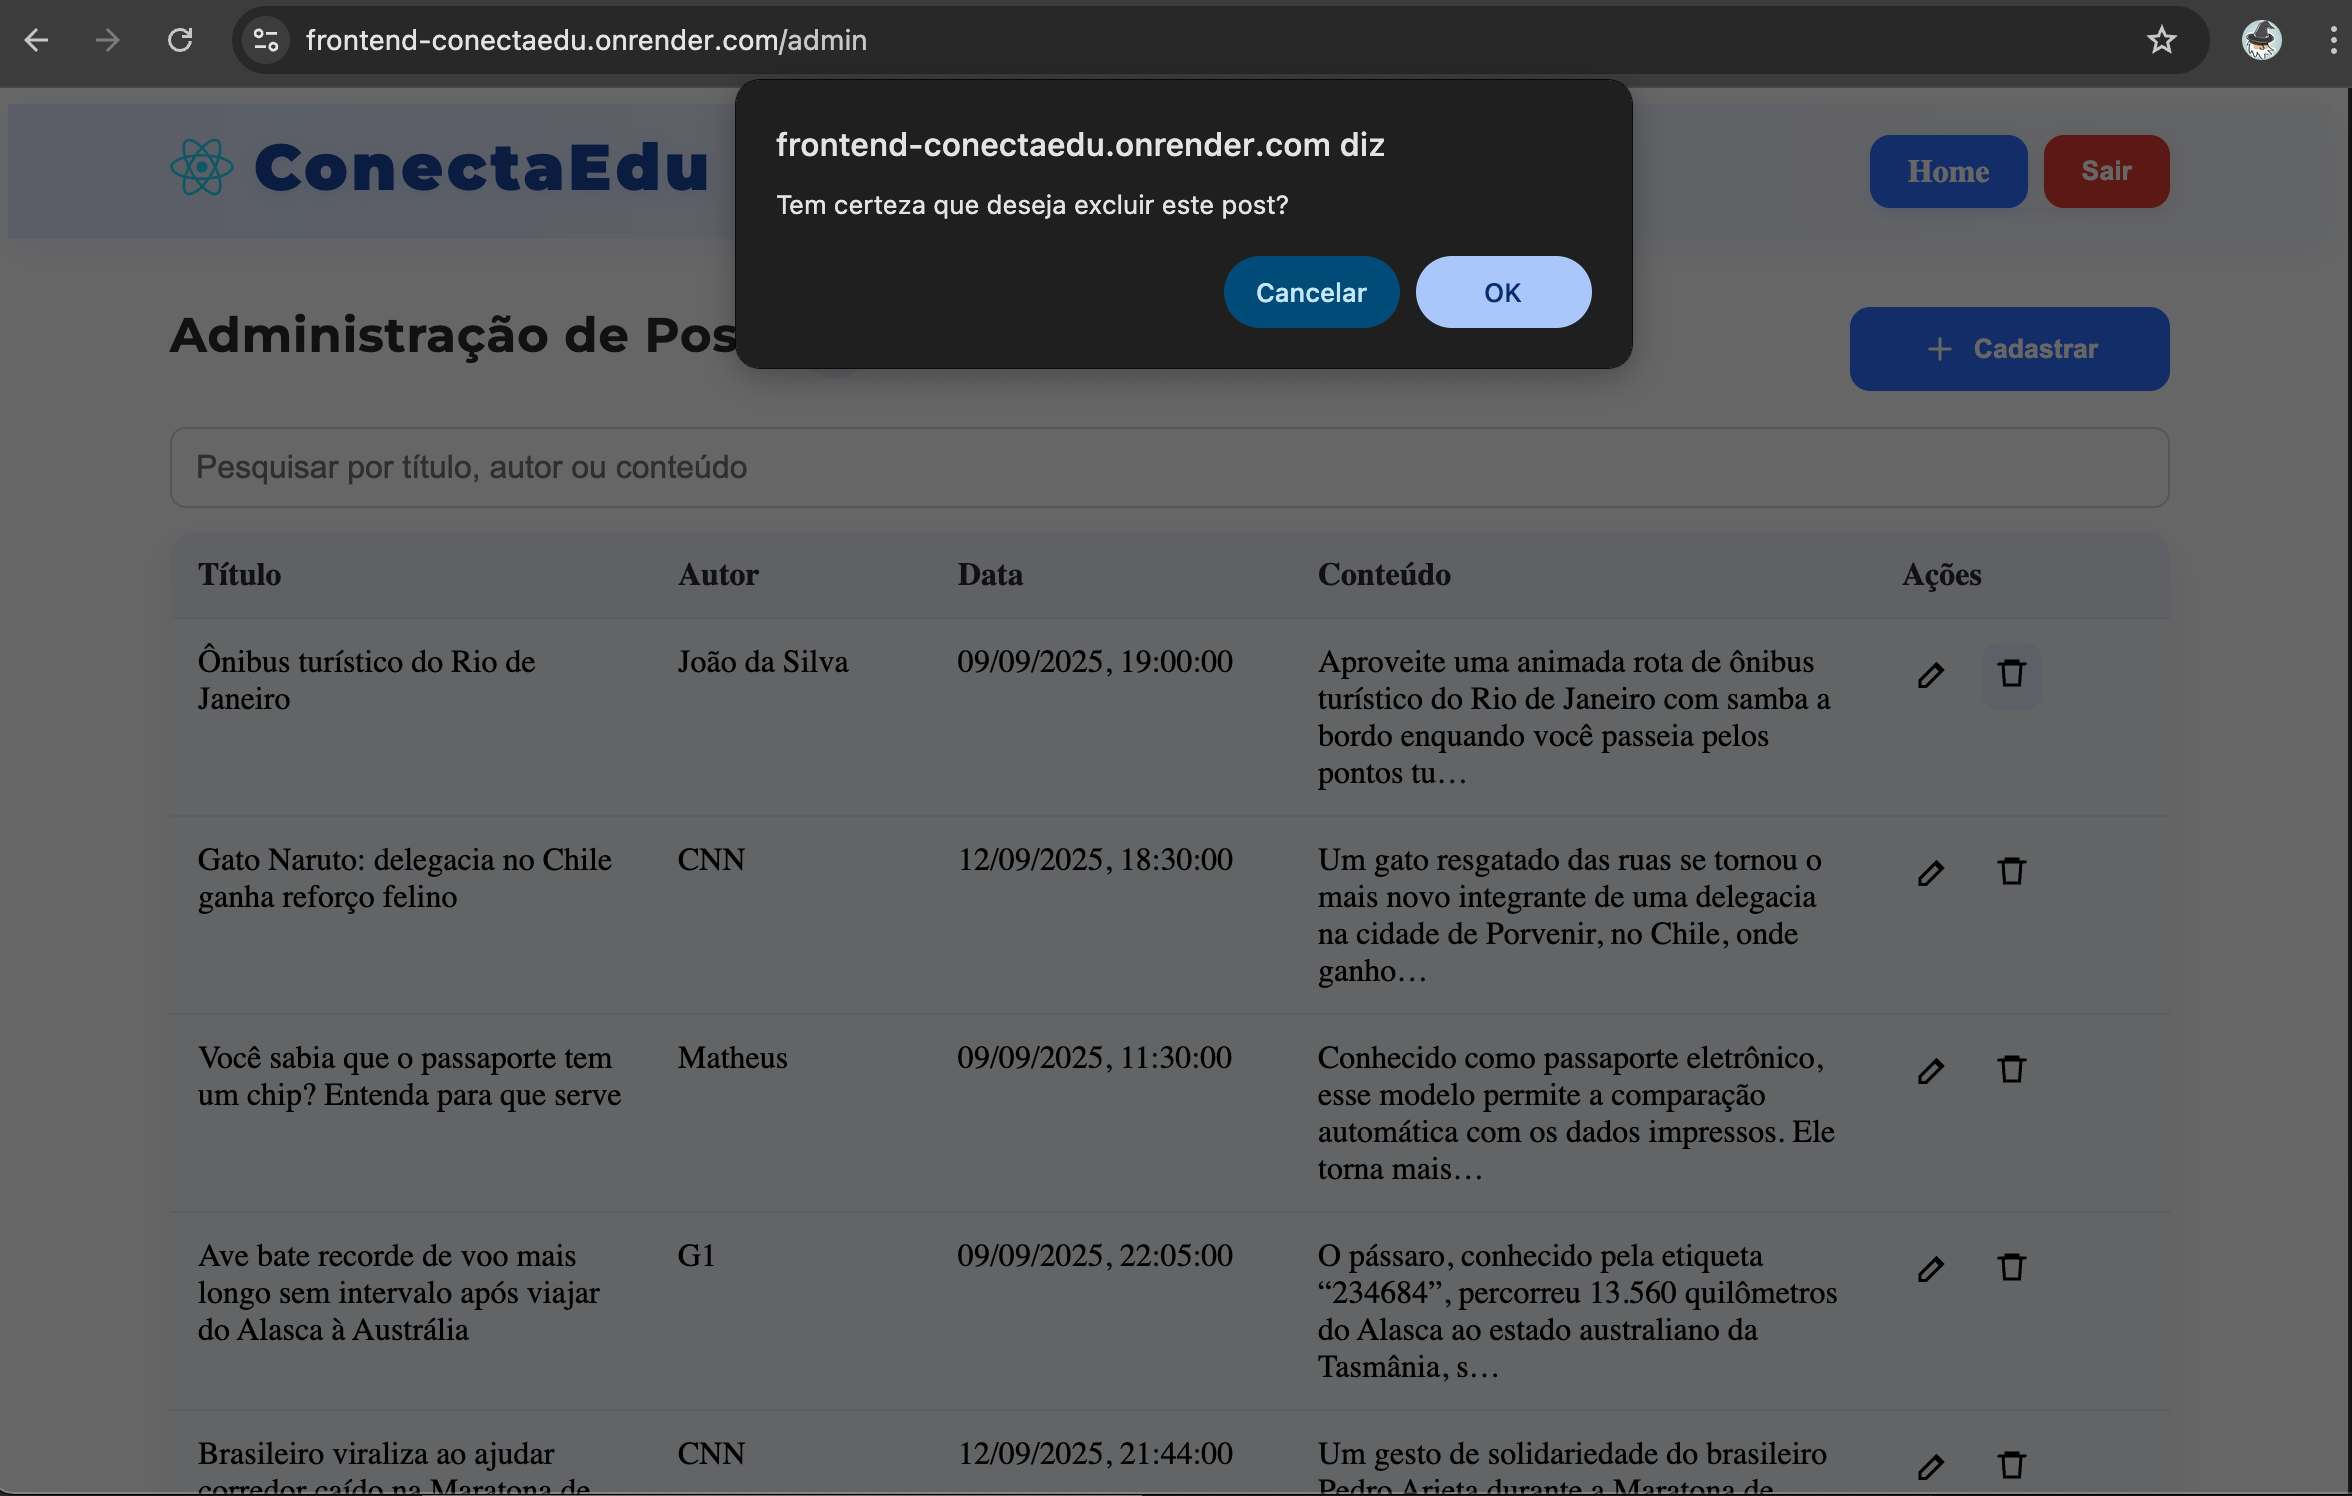 frontend-conectaedu.onrender.com/admin
frontend-conectaedu.onrender.com diz
Tem certeza que deseja excluir este post?
Cancelar
OK
ConectaEdu
Home
Sair
Administração de Pos
+ Cadastrar
Pesquisar por título, autor ou conteúdo
Título Autor Data Conteúdo Ações
Ônibus turístico do Rio de
Janeiro
João da Silva
09/09/2025, 19:00:00
Aproveite uma animada rota de ônibus
turístico do Rio de Janeiro com samba a
bordo enquando você passeia pelos
pontos tu…
Gato Naruto: delegacia no Chile
ganha reforço felino
CNN
12/09/2025, 18:30:00
Um gato resgatado das ruas se tornou o
mais novo integrante de uma delegacia
na cidade de Porvenir, no Chile, onde
ganho…
Você sabia que o passaporte tem
um chip? Entenda para que serve
Matheus
09/09/2025, 11:30:00
Conhecido como passaporte eletrônico,
esse modelo permite a comparação
automática com os dados impressos. Ele
torna mais…
Ave bate recorde de voo mais
longo sem intervalo após viajar
do Alasca à Austrália
G1
09/09/2025, 22:05:00
O pássaro, conhecido pela etiqueta
“234684”, percorreu 13.560 quilômetros
do Alasca ao estado australiano da
Tasmânia, s…
Brasileiro viraliza ao ajudar
corredor caído na Maratona de
CNN
12/09/2025, 21:44:00
Um gesto de solidariedade do brasileiro
Pedro Arieta durante a Maratona de